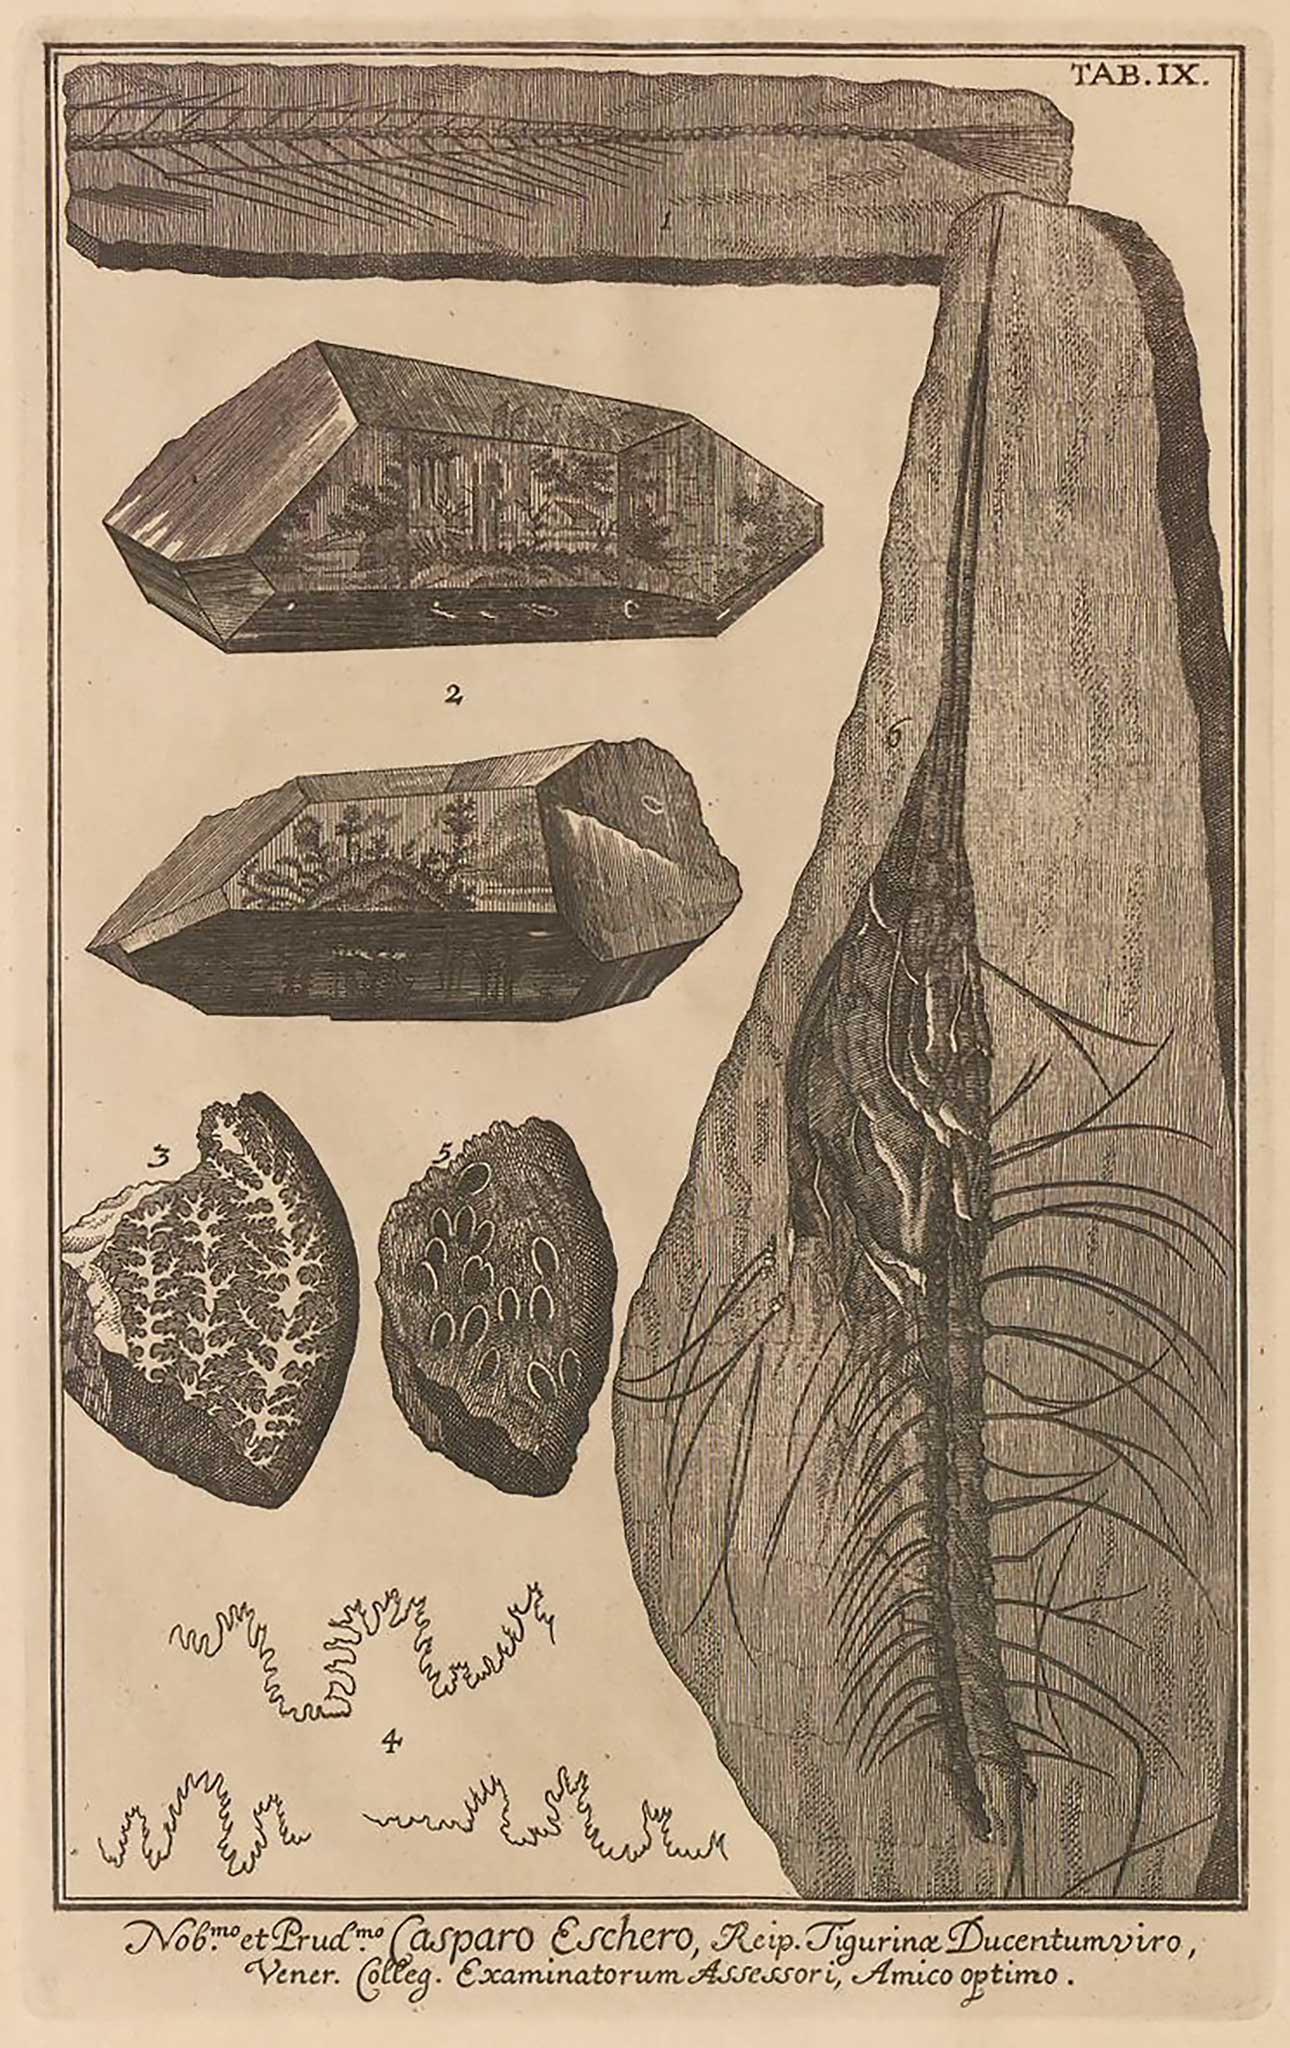 TAB. IX.
1
2
6
3
5
4
Nob.mo et Prud.mo Casparo Eschero, Reip. Tigurinæ Ducentumviro,
Vener. Colleg. Examinatorum Assessori, Amico optimo.